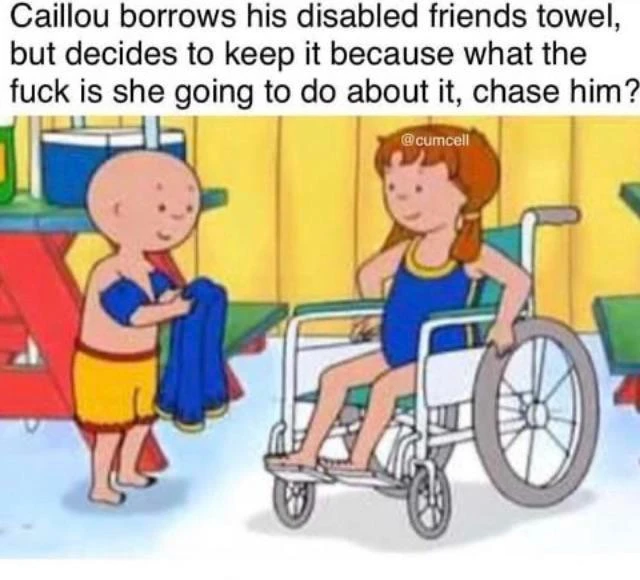 Caillou borrows his disabled friends towel,
but decides to keep it because what the
fuck is she going to do about it, chase him?
@cumcell